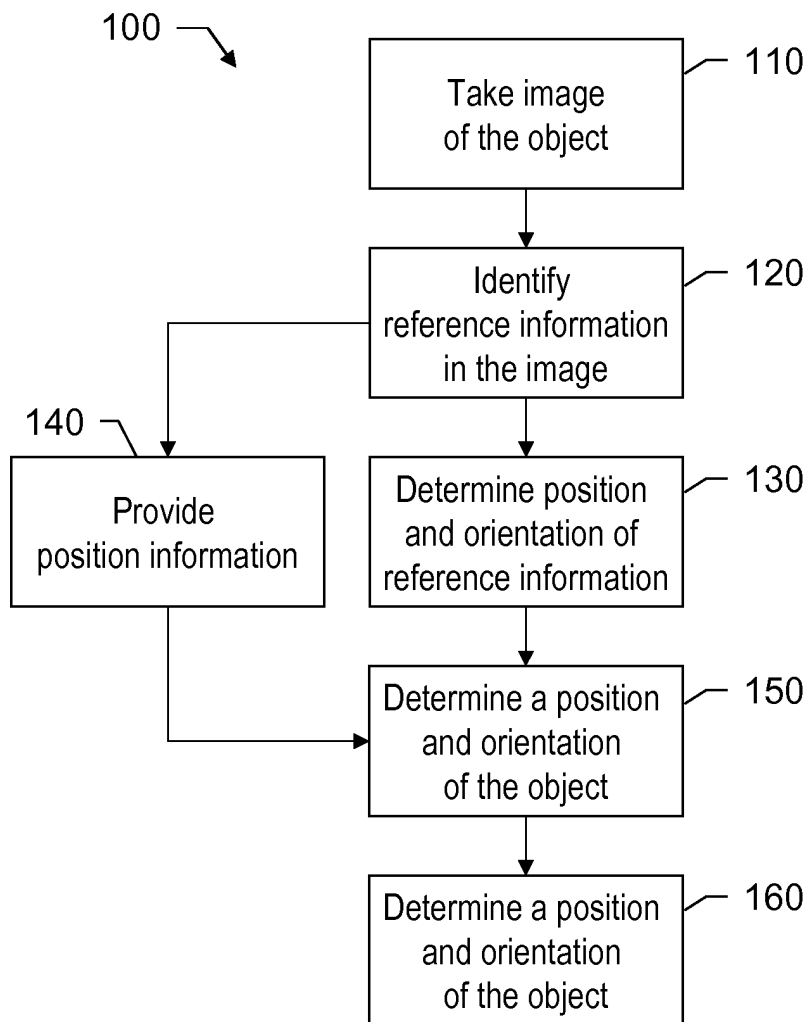 100
110
Take image
of the object
120
Identify
reference information
in the image
140
Provide
position information
130
Determine position
and orientation of
reference information
150
Determine a position
and orientation
of the object
160
Determine a position
and orientation
of the object